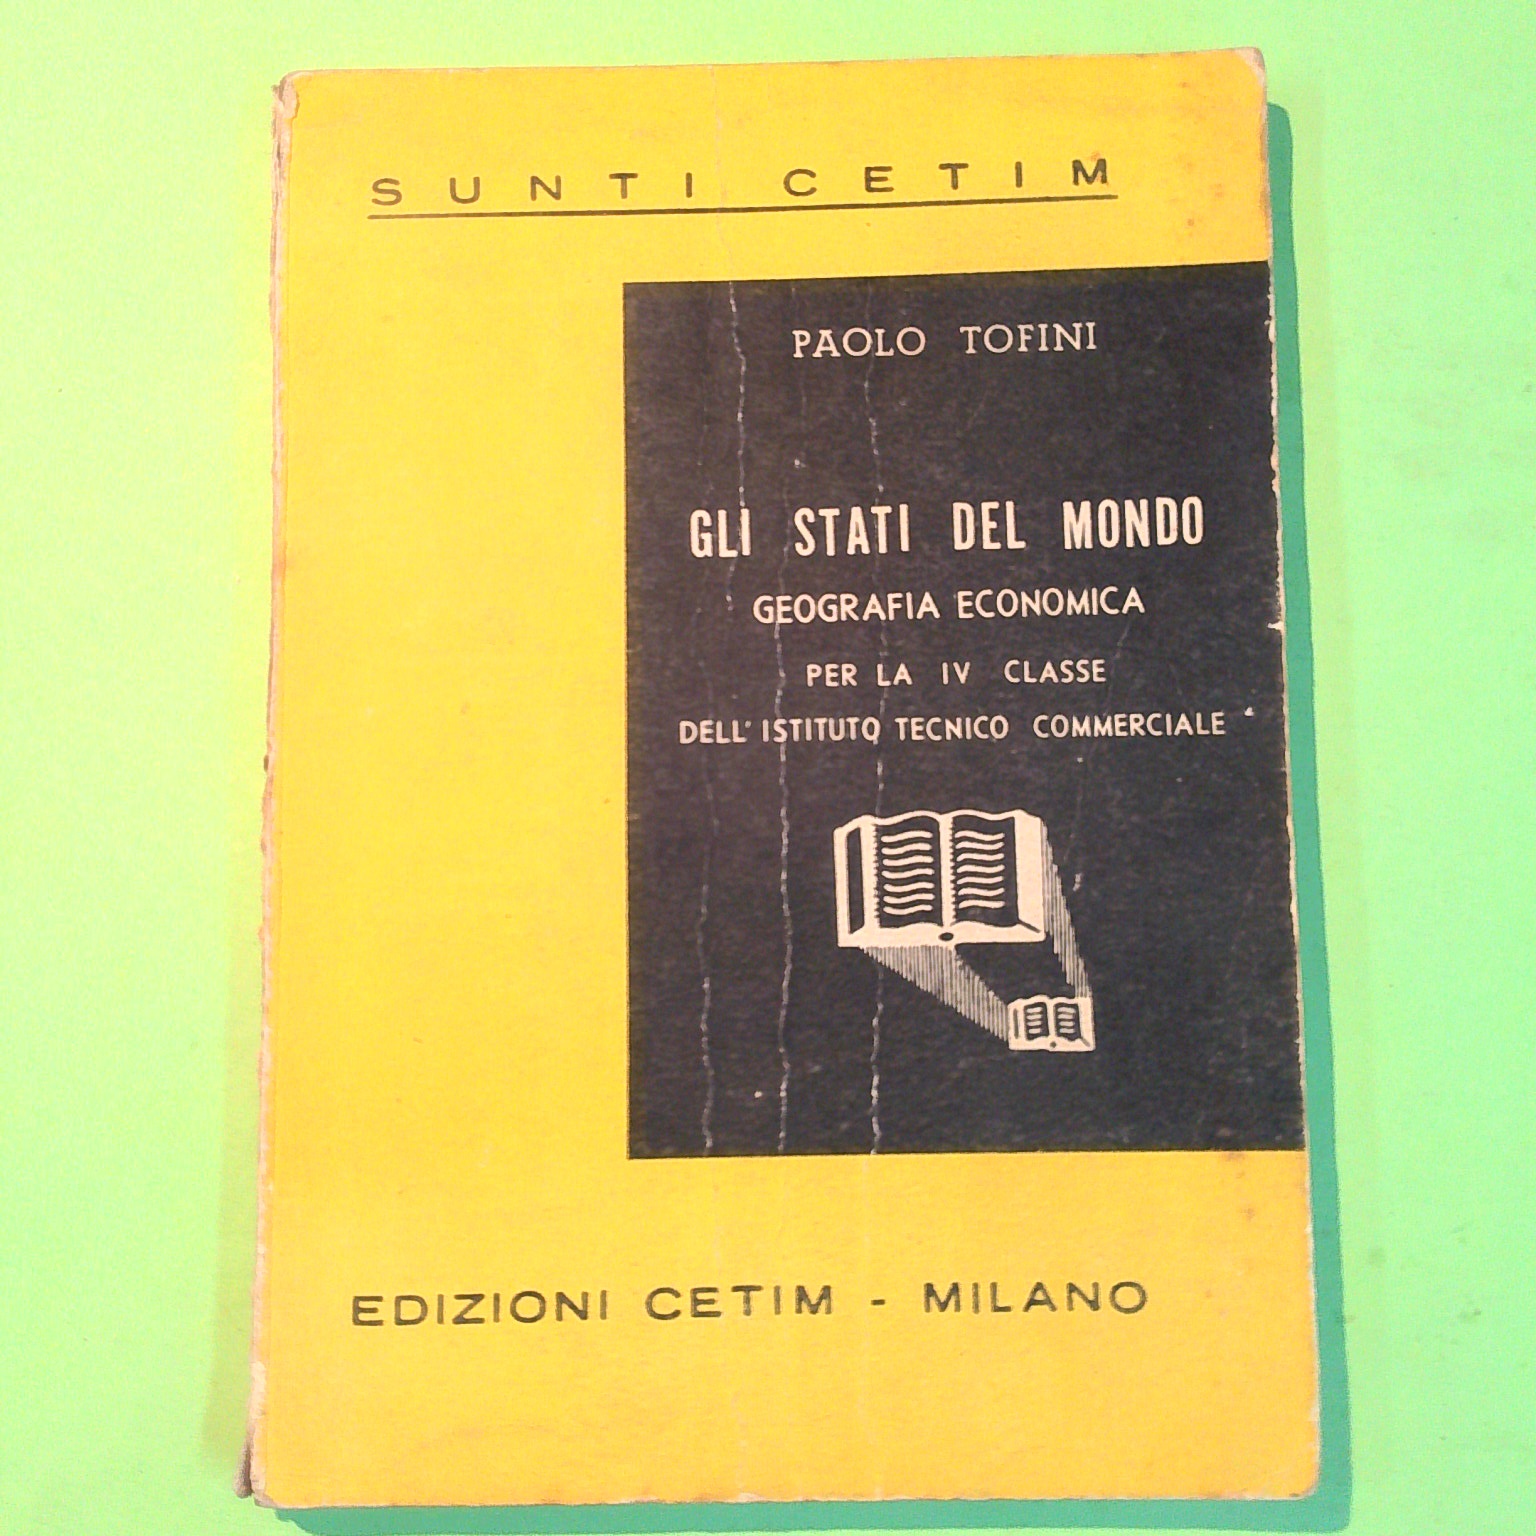 SUNTI CETIM
PAOLO TOFINI
GLI STATI DEL MONDO
GEOGRAFIA ECONOMICA
PER LA IV CLASSE
DELL'ISTITUTO TECNICO COMMERCIALE
EDIZIONI CETIM - MILANO